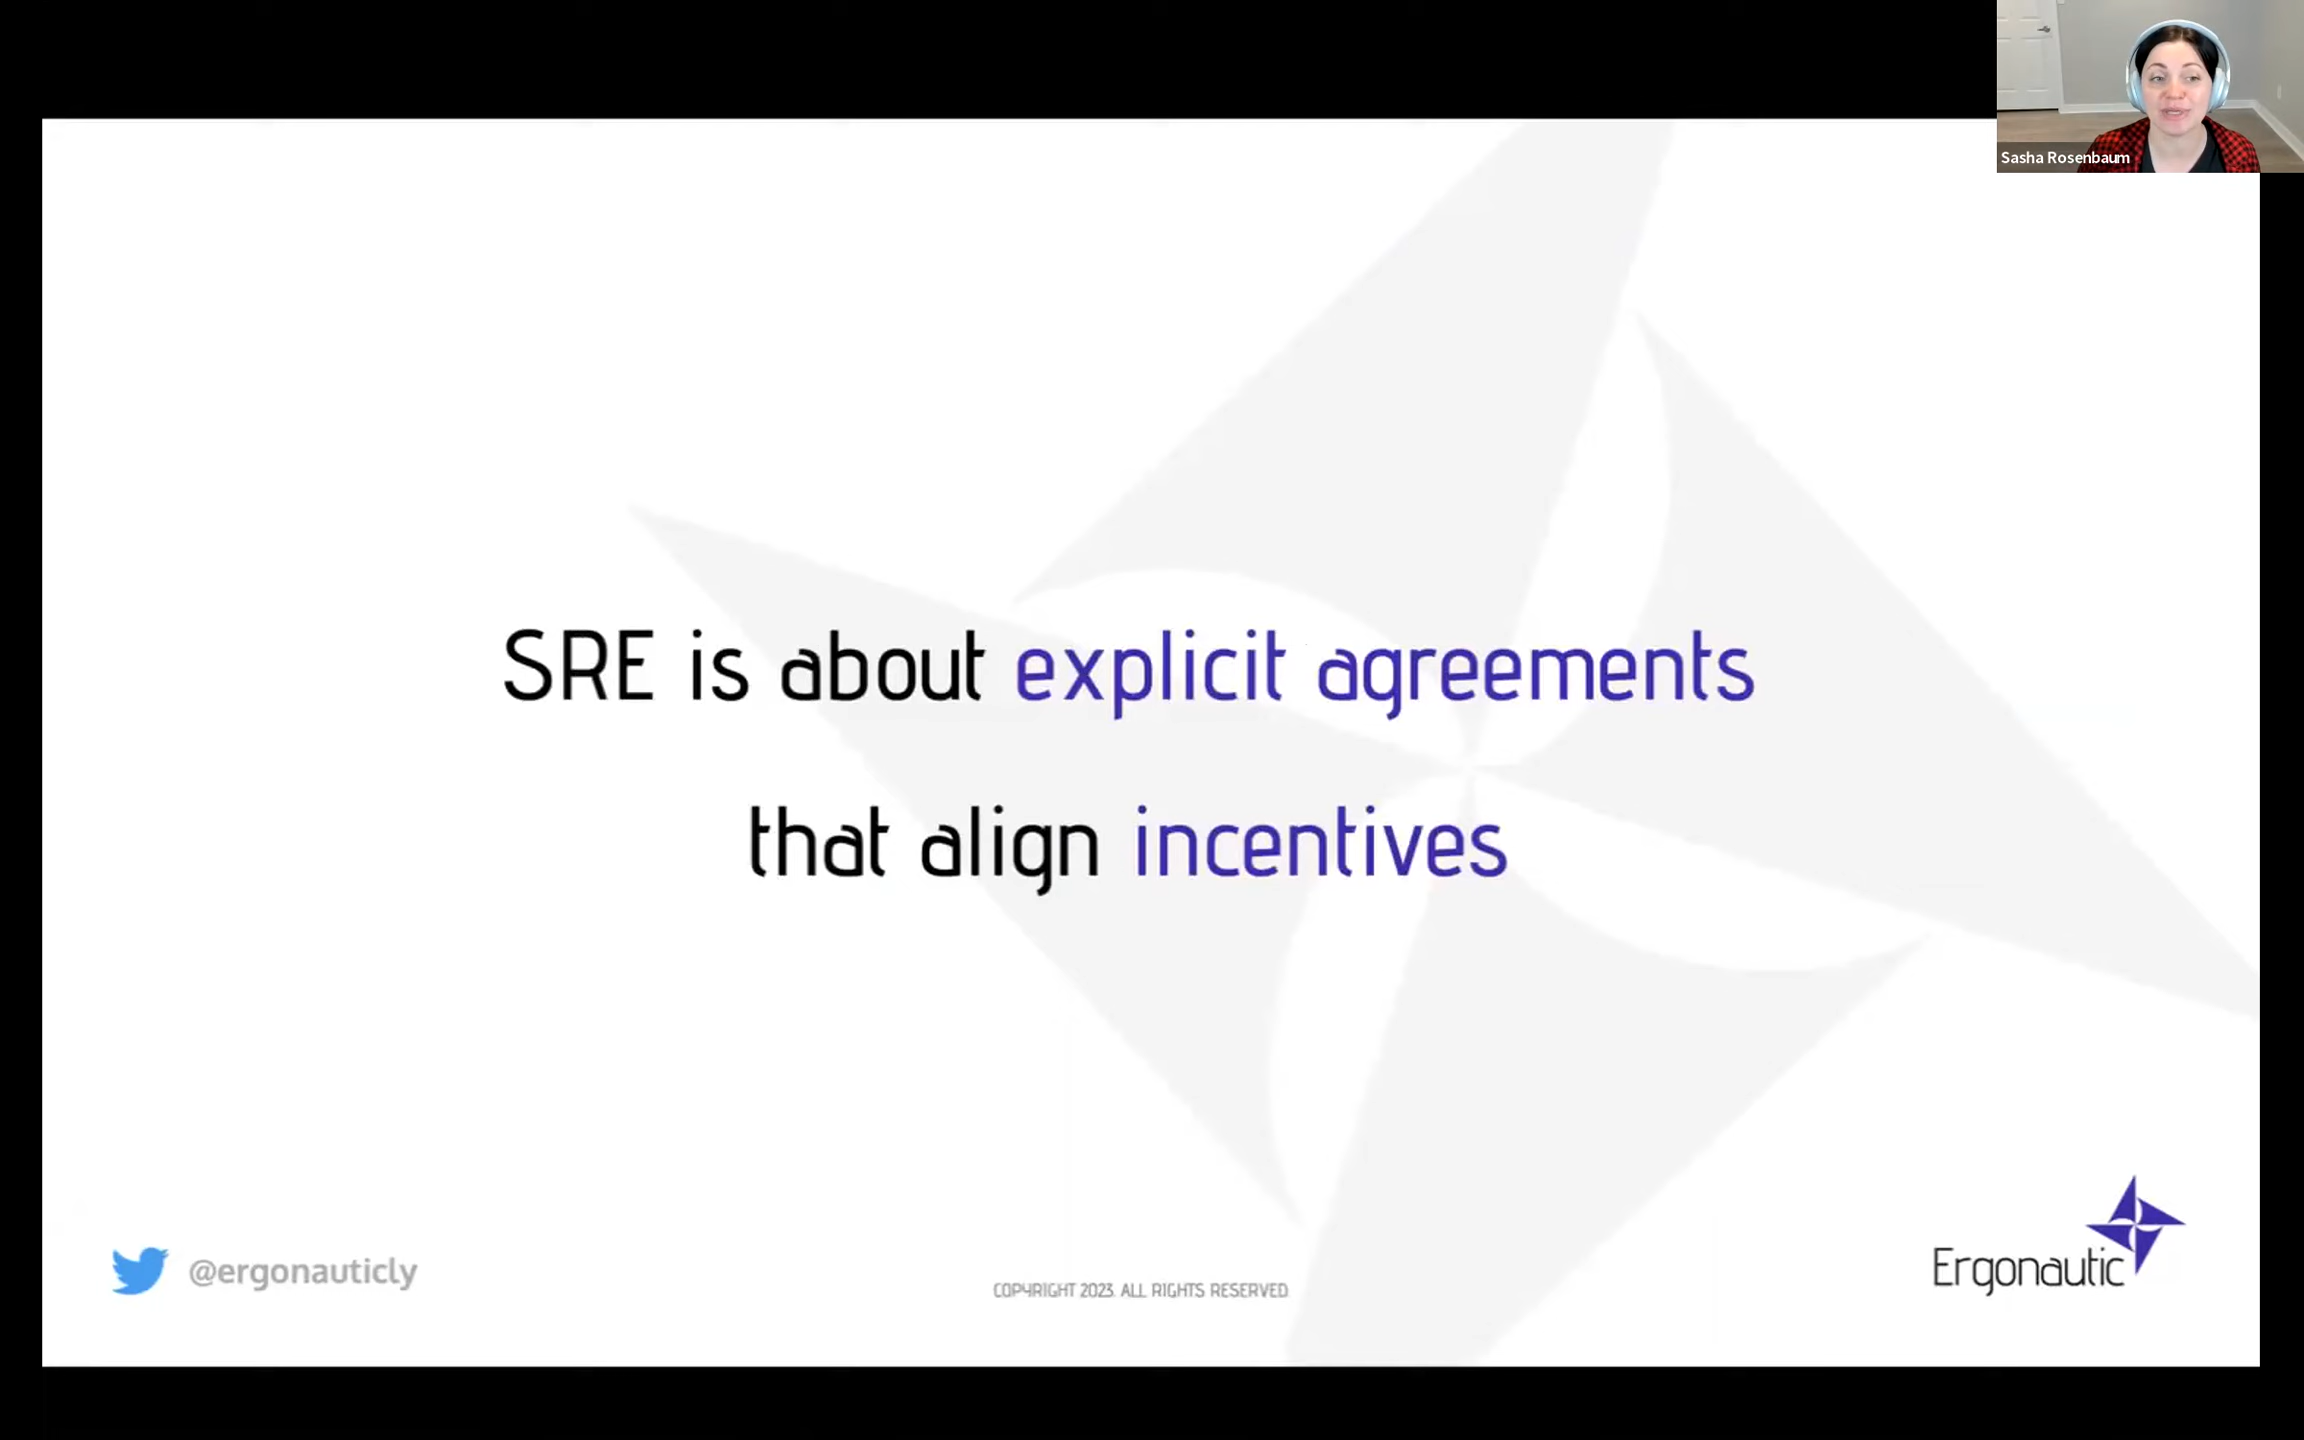 Sasha Rosenbaum
SRE is about explicit agreements
that align incentives
@ergonauticly
COPYRIGHT 2023. ALL RIGHTS RESERVED
Ergonautic